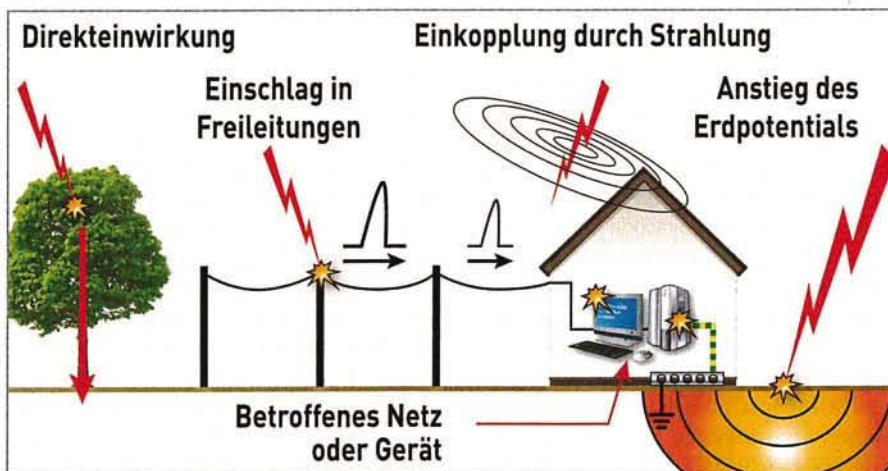 Direkteinwirkung
Einkopplung durch Strahlung
Einschlag in
Freileitungen
Anstieg des
Erdpotentials
Betroffenes Netz
oder Gerät